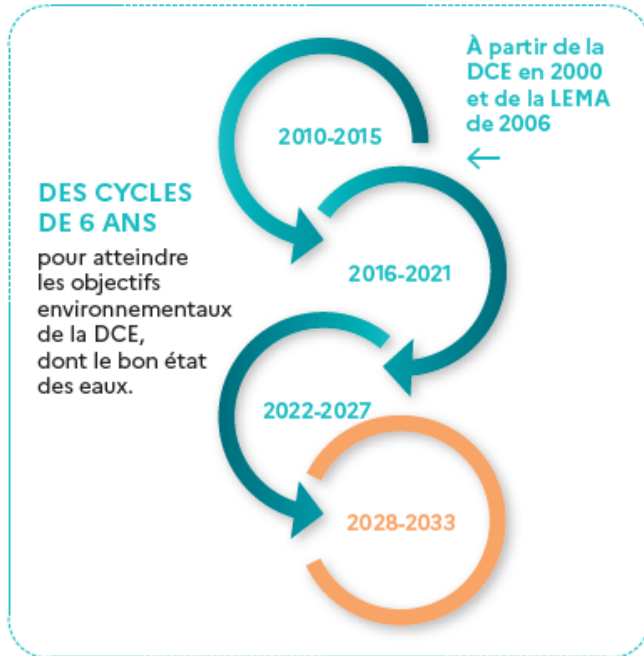 À partir de la
DCE en 2000
et de la LEMA
de 2006
2010-2015
DES CYCLES
DE 6 ANS
pour atteindre
les objectifs
environnementaux
de la DCE,
dont le bon état
des eaux.
2016-2021
2022-2027
2028-2033